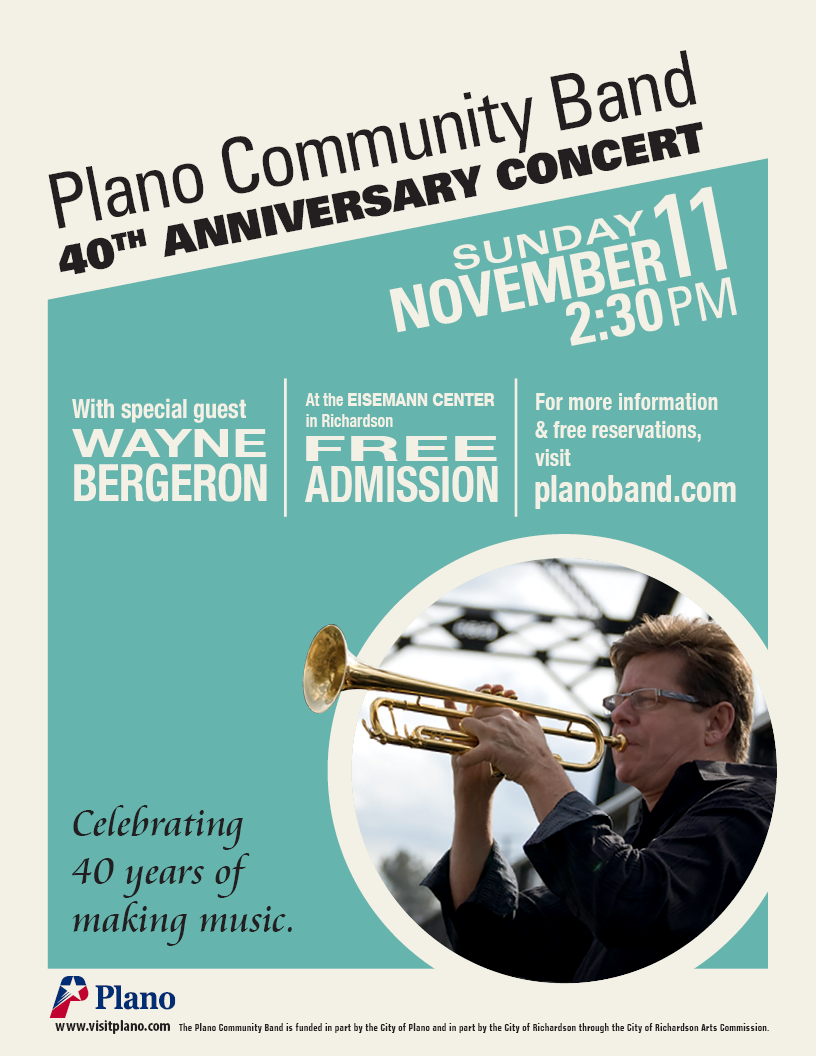 Plano Community Band
40TH ANNIVERSARY CONCERT
SUNDAY
NOVEMBER 11
2:30 PM
With special guest
WAYNE
BERGERON
At the EISEMANN CENTER
in Richardson
FREE
ADMISSION
For more information
& free reservations,
visit
planoband.com
Celebrating
40 years of
making music.
Plano
www.visitplano.com The Plano Community Band is funded in part by the City of Plano and in part by the City of Richardson through the City of Richardson Arts Commission.